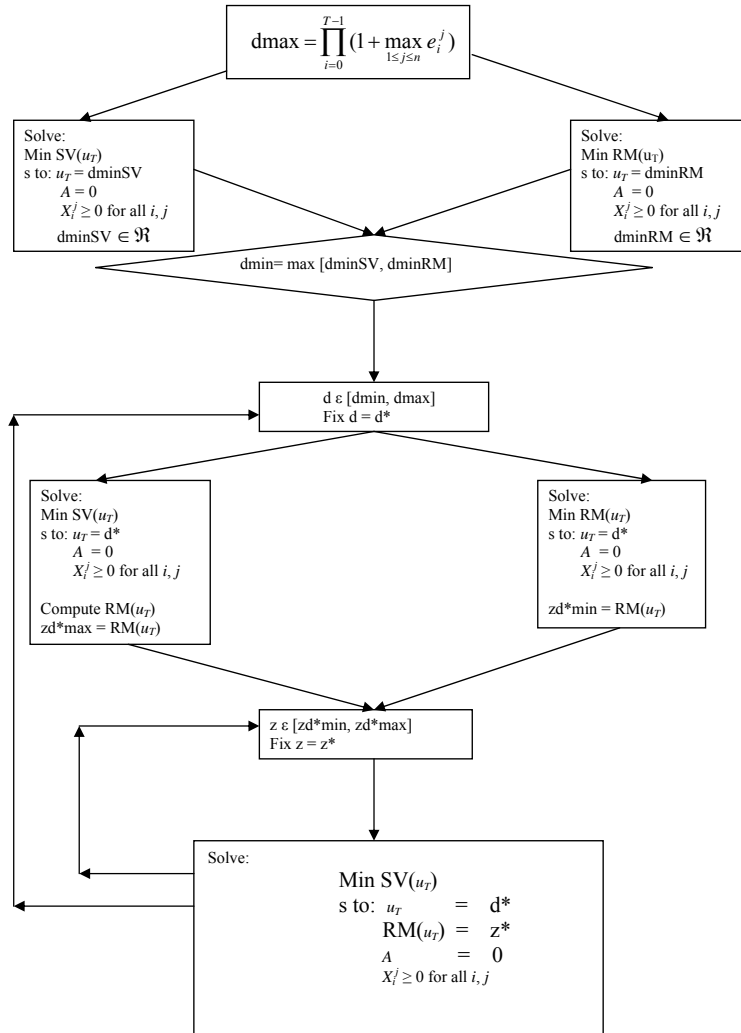 dmax = ∏_{i=0}^{T−1} (1 + max_{1≤j≤n} e_i^j)
Solve:
Min SV(u_T)
s to: u_T = dminSV
A = 0
X_i^j ≥ 0 for all i, j
dminSV ∈ ℜ
Solve:
Min RM(u_T)
s to: u_T = dminRM
A = 0
X_i^j ≥ 0 for all i, j
dminRM ∈ ℜ
dmin= max [dminSV, dminRM]
d ε [dmin, dmax]
Fix d = d*
Solve:
Min SV(u_T)
s to: u_T = d*
A = 0
X_i^j ≥ 0 for all i, j
Compute RM(u_T)
zd*max = RM(u_T)
Solve:
Min RM(u_T)
s to: u_T = d*
A = 0
X_i^j ≥ 0 for all i, j
zd*min = RM(u_T)
z ε [zd*min, zd*max]
Fix z = z*
Solve:
Min SV(u_T)
s to: u_T = d*
RM(u_T) = z*
A = 0
X_i^j ≥ 0 for all i, j